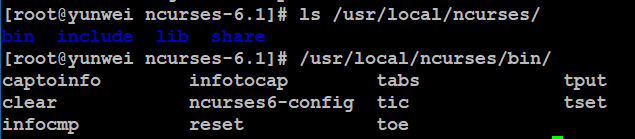 [root@yunwei ncurses-6.1]# ls /usr/local/ncurses/
bin include lib share
[root@yunwei ncurses-6.1]# /usr/local/ncurses/bin/
captoinfo infotocap tabs tput
clear ncurses6-config tic tset
infocmp reset toe